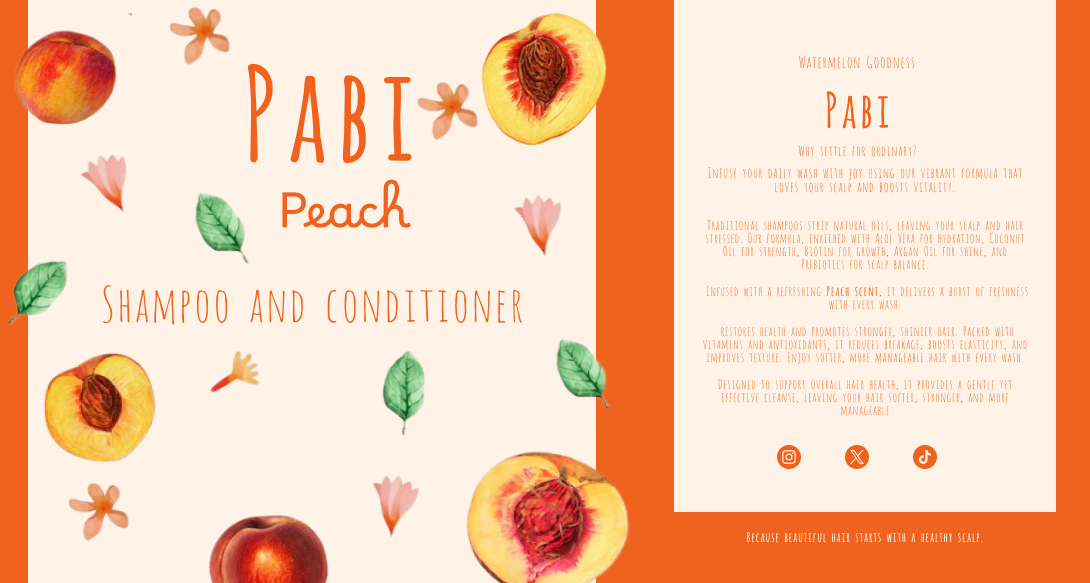 Pabi
Peach
Shampoo and conditioner
Watermelon Goodness
Pabi
Why settle for ordinary?
Infuse your daily wash with joy using our vibrant formula that
loves your scalp and boosts vitality.
Traditional shampoos strip natural oils, leaving your scalp and hair
stressed. Our formula, enriched with Aloe Vera for hydration, Coconut
Oil for strength, Biotin for growth, Argan Oil for shine, and
Prebiotics for scalp balance.
Infused with a refreshing Peach scent, it delivers a burst of freshness
with every wash.
restores health and promotes stronger, shinier hair. Packed with
vitamins and antioxidants, it reduces breakage, boosts elasticity, and
improves texture. Enjoy softer, more manageable hair with every wash.
Designed to support overall hair health, it provides a gentle yet
effective cleanse, leaving your hair softer, stronger, and more
manageable
Because beautiful hair starts with a healthy scalp.